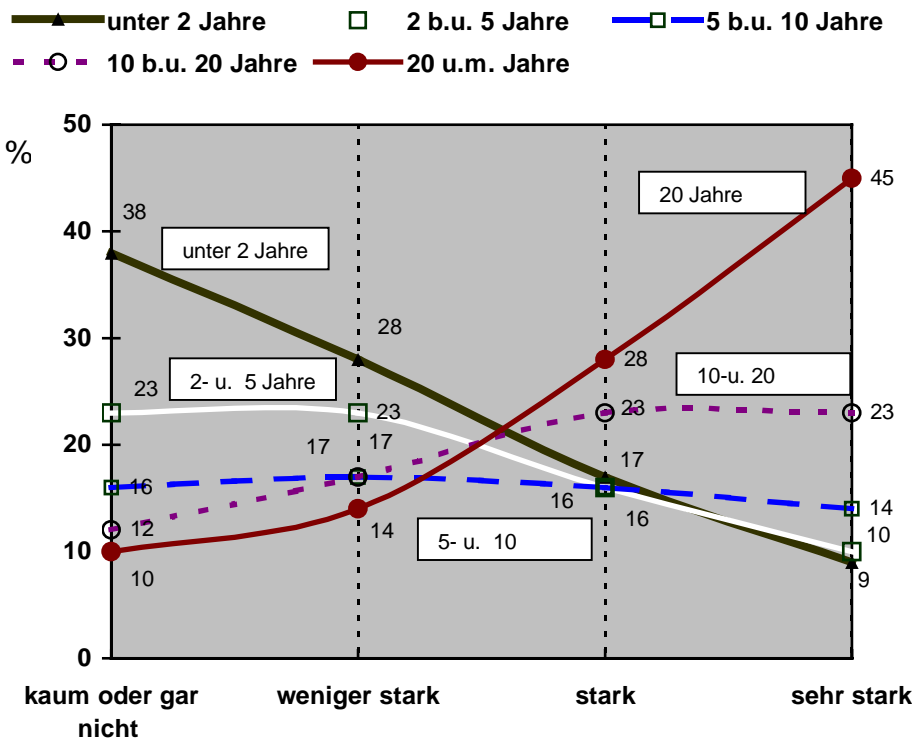 unter 2 Jahre 2 b.u. 5 Jahre 5 b.u. 10 Jahre
10 b.u. 20 Jahre 20 u.m. Jahre
50
%
20 Jahre
45
38
40
unter 2 Jahre
28
30
28
10-u. 20
2- u. 5 Jahre
23
23
23
23
20
17
17
17
16
16
16
14
12
14
5- u. 10
10
10
10
9
0
kaum oder gar
nicht
weniger stark
stark
sehr stark